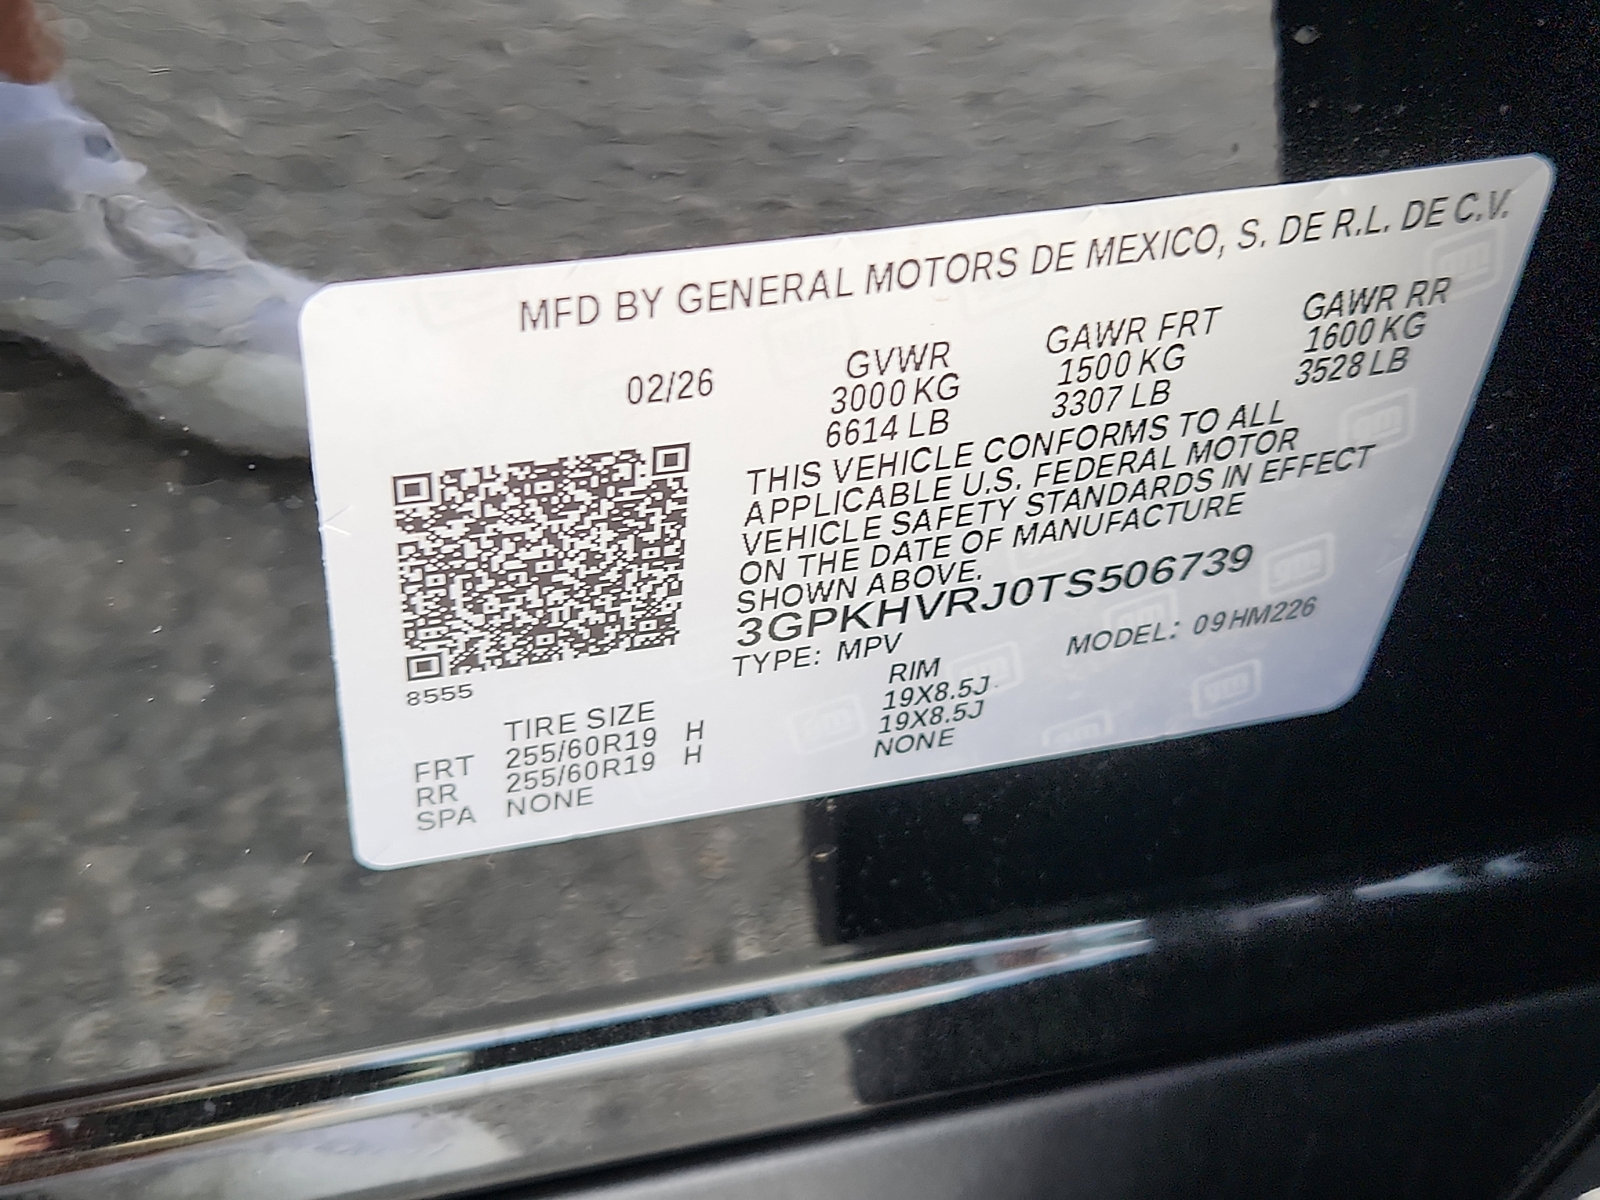 MFD BY GENERAL MOTORS DE MEXICO, S. DE R.L. DE C.V.
02/26
GVWR
3000 KG
6614 LB
GAWR FRT
1500 KG
3307 LB
GAWR RR
1600 KG
3528 LB
THIS VEHICLE CONFORMS TO ALL
APPLICABLE U.S. FEDERAL MOTOR
VEHICLE SAFETY STANDARDS IN EFFECT
ON THE DATE OF MANUFACTURE
SHOWN ABOVE.
3GPKHVRJ0TS506739
TYPE: MPV
MODEL: 09HM226
8555
TIRE SIZE
RIM
FRT 255/60R19 H 19X8.5J
RR 255/60R19 H 19X8.5J
SPA NONE NONE